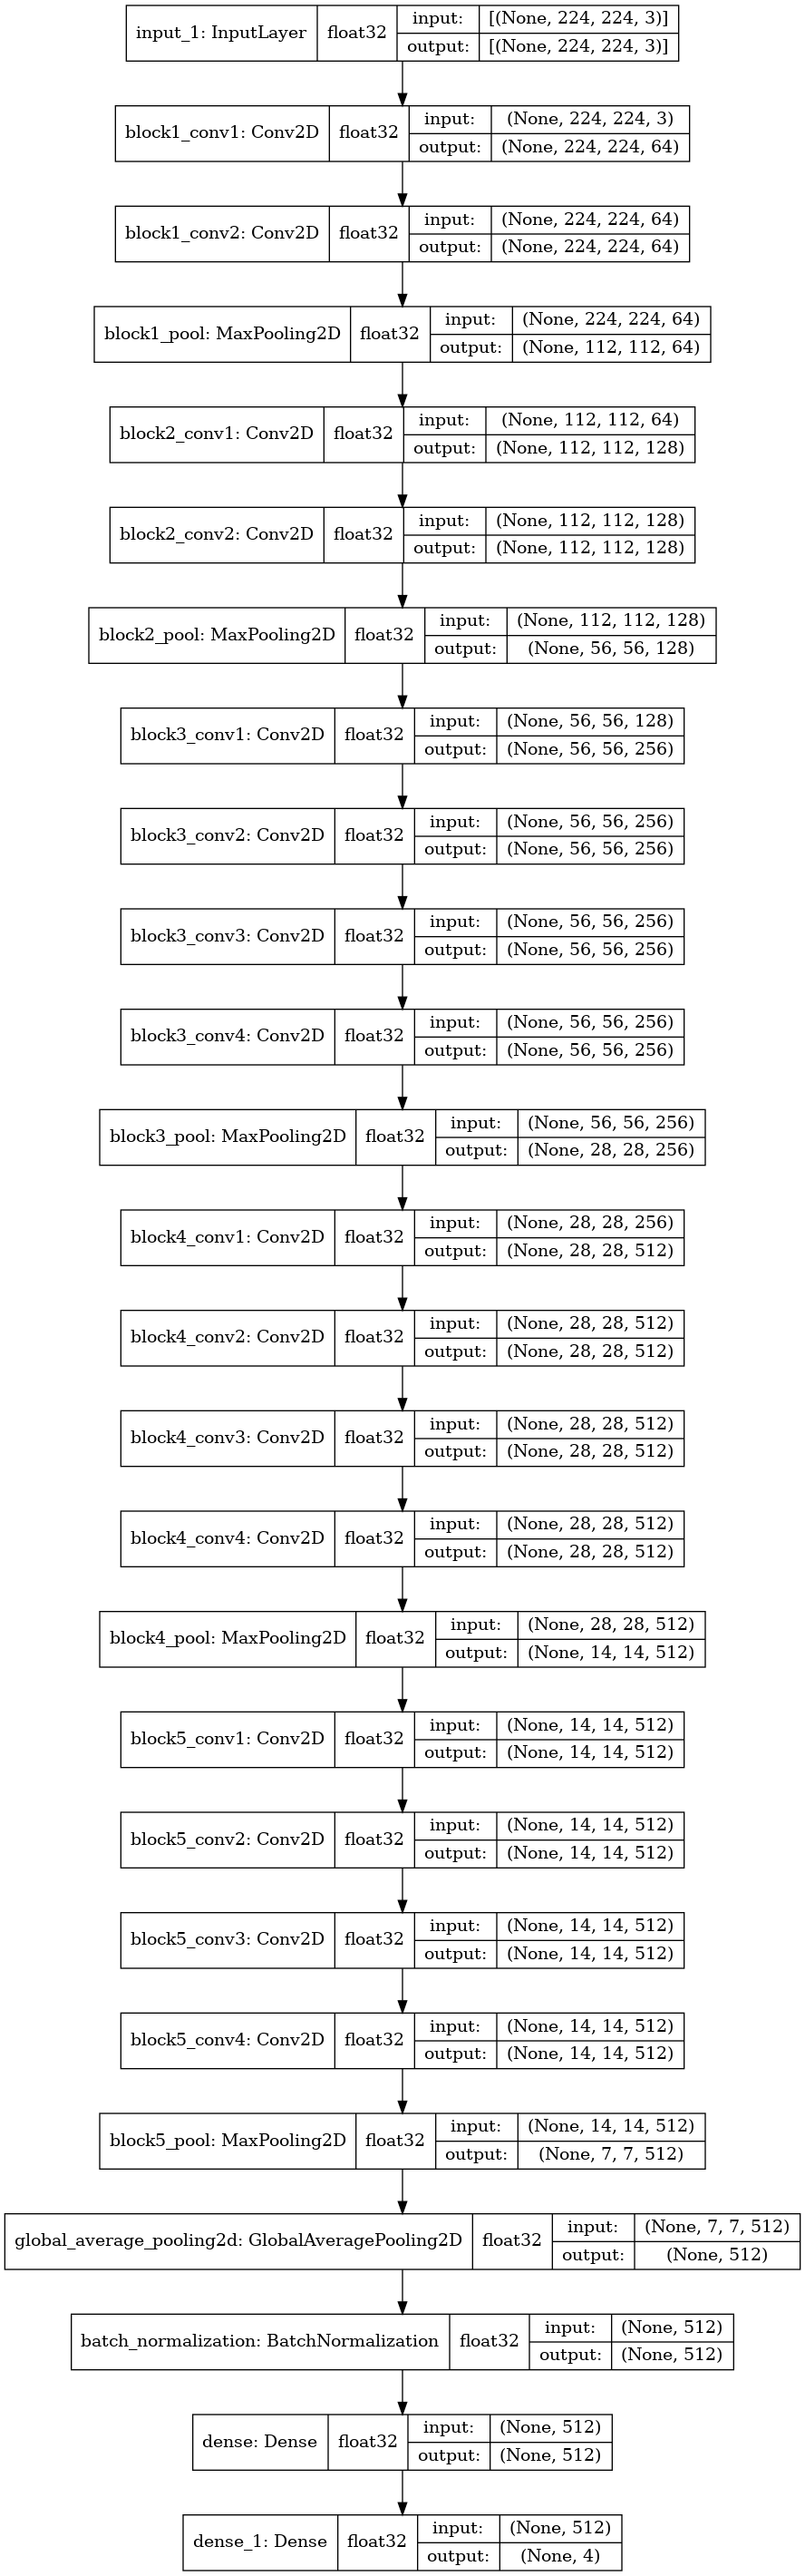 input_1: InputLayer float32 input: [(None, 224, 224, 3)]
output: [(None, 224, 224, 3)]
block1_conv1: Conv2D float32 input: (None, 224, 224, 3)
output: (None, 224, 224, 64)
block1_conv2: Conv2D float32 input: (None, 224, 224, 64)
output: (None, 224, 224, 64)
block1_pool: MaxPooling2D float32 input: (None, 224, 224, 64)
output: (None, 112, 112, 64)
block2_conv1: Conv2D float32 input: (None, 112, 112, 64)
output: (None, 112, 112, 128)
block2_conv2: Conv2D float32 input: (None, 112, 112, 128)
output: (None, 112, 112, 128)
block2_pool: MaxPooling2D float32 input: (None, 112, 112, 128)
output: (None, 56, 56, 128)
block3_conv1: Conv2D float32 input: (None, 56, 56, 128)
output: (None, 56, 56, 256)
block3_conv2: Conv2D float32 input: (None, 56, 56, 256)
output: (None, 56, 56, 256)
block3_conv3: Conv2D float32 input: (None, 56, 56, 256)
output: (None, 56, 56, 256)
block3_conv4: Conv2D float32 input: (None, 56, 56, 256)
output: (None, 56, 56, 256)
block3_pool: MaxPooling2D float32 input: (None, 56, 56, 256)
output: (None, 28, 28, 256)
block4_conv1: Conv2D float32 input: (None, 28, 28, 256)
output: (None, 28, 28, 512)
block4_conv2: Conv2D float32 input: (None, 28, 28, 512)
output: (None, 28, 28, 512)
block4_conv3: Conv2D float32 input: (None, 28, 28, 512)
output: (None, 28, 28, 512)
block4_conv4: Conv2D float32 input: (None, 28, 28, 512)
output: (None, 28, 28, 512)
block4_pool: MaxPooling2D float32 input: (None, 28, 28, 512)
output: (None, 14, 14, 512)
block5_conv1: Conv2D float32 input: (None, 14, 14, 512)
output: (None, 14, 14, 512)
block5_conv2: Conv2D float32 input: (None, 14, 14, 512)
output: (None, 14, 14, 512)
block5_conv3: Conv2D float32 input: (None, 14, 14, 512)
output: (None, 14, 14, 512)
block5_conv4: Conv2D float32 input: (None, 14, 14, 512)
output: (None, 14, 14, 512)
block5_pool: MaxPooling2D float32 input: (None, 14, 14, 512)
output: (None, 7, 7, 512)
global_average_pooling2d: GlobalAveragePooling2D float32 input: (None, 7, 7, 512)
output: (None, 512)
batch_normalization: BatchNormalization float32 input: (None, 512)
output: (None, 512)
dense: Dense float32 input: (None, 512)
output: (None, 512)
dense_1: Dense float32 input: (None, 512)
output: (None, 4)